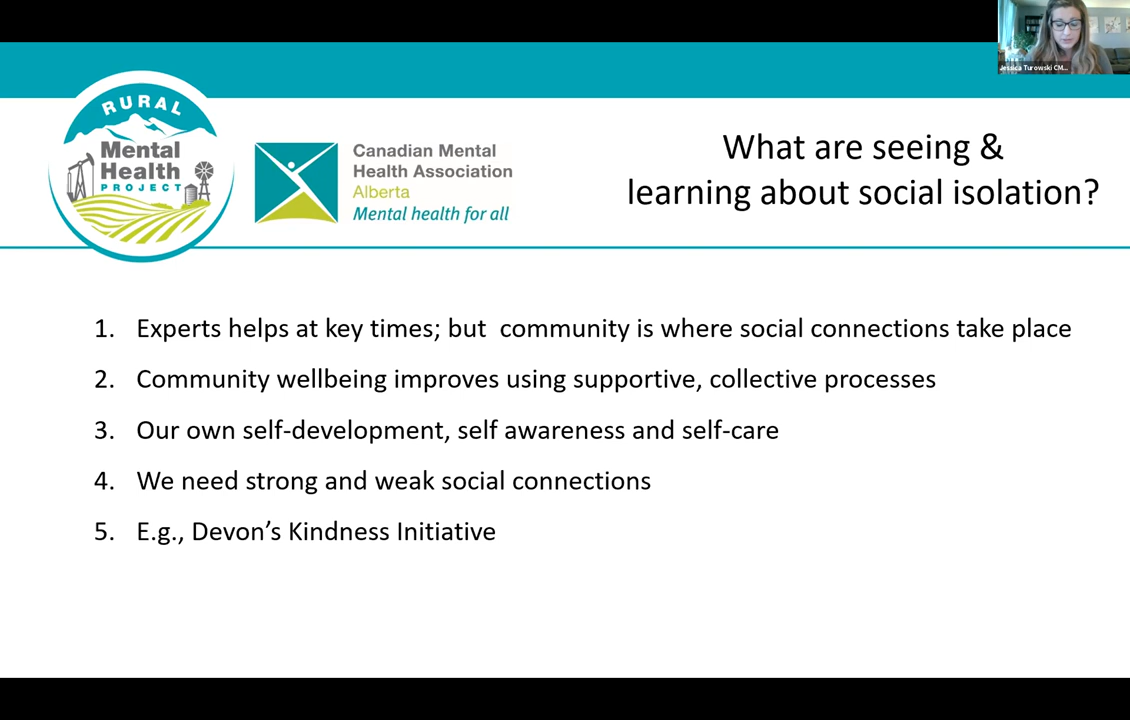 Jessica Turowski CM...
RURAL
Mental
Health
PROJECT
Canadian Mental
Health Association
Alberta
Mental health for all
What are seeing &
learning about social isolation?
1. Experts helps at key times; but community is where social connections take place
2. Community wellbeing improves using supportive, collective processes
3. Our own self-development, self awareness and self-care
4. We need strong and weak social connections
5. E.g., Devon’s Kindness Initiative